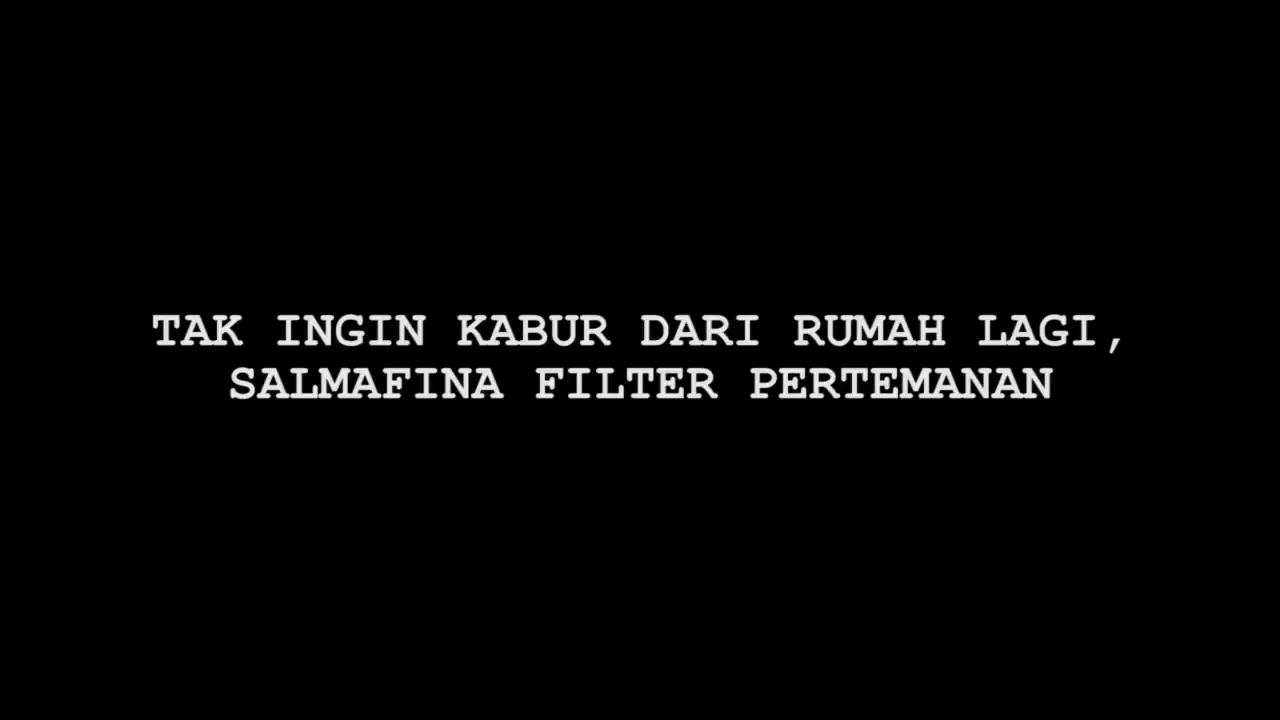 TAK INGIN KABUR DARI RUMAH LAGI,
SALMAFINA FILTER PERTEMANAN